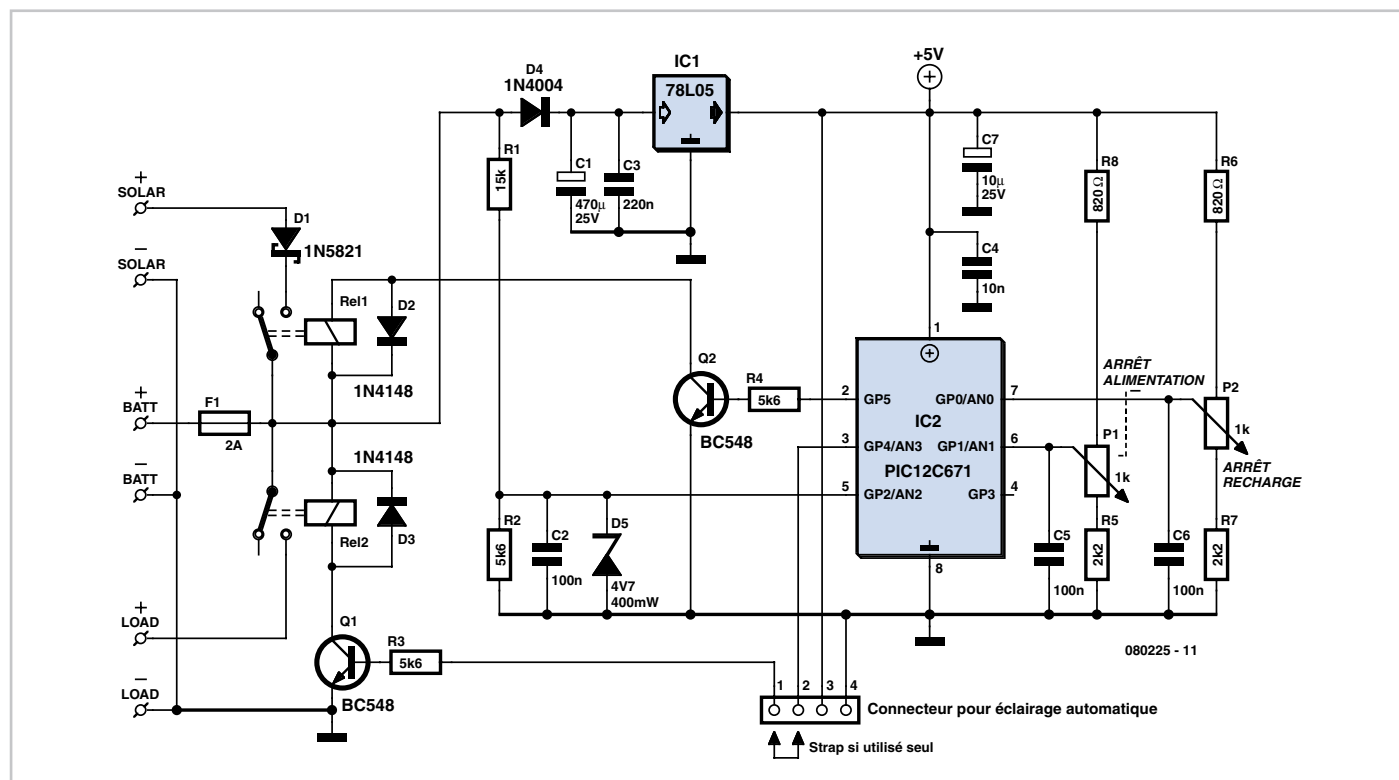 +5V
D4
1N4004
IC1
78L05
R1
15k
C1
470µ
25V
C3
220n
C7
10µ
25V
R8
820 Ω
R6
820 Ω
+
SOLAR
D1
1N5821
–
SOLAR
C4
10n
Rel1
D2
1N4148
1
Q2
BC548
R4
5k6
2
GP5
GP0/AN0
7
IC2
3
GP4/AN3
GP1/AN1
6
PIC12C671
5
GP2/AN2
GP3
4
8
ARRÊT
ALIMENTATION
P1
1k
P2
1k
ARRÊT
RECHARGE
+
BATT
F1
2A
–
BATT
1N4148
Rel2
D3
R2
5k6
C2
100n
D5
4V7
400mW
C5
100n
R5
2k2
C6
100n
R7
2k2
+
LOAD
Q1
BC548
R3
5k6
–
LOAD
080225 - 11
1 2 3 4
Connecteur pour éclairage automatique
Strap si utilisé seul